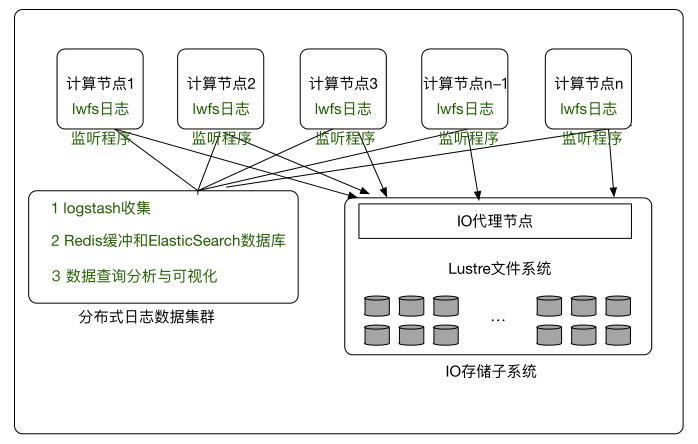 计算节点1
lwfs日志
监听程序
计算节点2
lwfs日志
监听程序
计算节点3
lwfs日志
监听程序
计算节点n-1
lwfs日志
监听程序
计算节点n
lwfs日志
监听程序
1 logstash收集
2 Redis缓冲和ElasticSearch数据库
3 数据查询分析与可视化
分布式日志数据集群
IO代理节点
Lustre文件系统
...
IO存储子系统